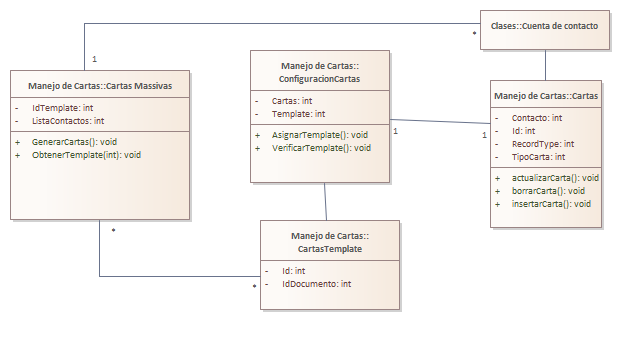 Clases::Cuenta de contacto
*
1
Manejo de Cartas::Cartas Massivas
- IdTemplate: int
- ListaContactos: int
+ GenerarCartas(): void
+ ObtenerTemplate(int): void
*
Manejo de Cartas::
ConfiguracionCartas
- Cartas: int
- Template: int
+ AsignarTemplate(): void
+ VerificarTemplate(): void
1
1
Manejo de Cartas::Cartas
- Contacto: int
- Id: int
- RecordType: int
- TipoCarta: int
+ actualizarCarta(): void
+ borrarCarta(): void
+ insertarCarta(): void
Manejo de Cartas::
CartasTemplate
- Id: int
- IdDocumento: int
*